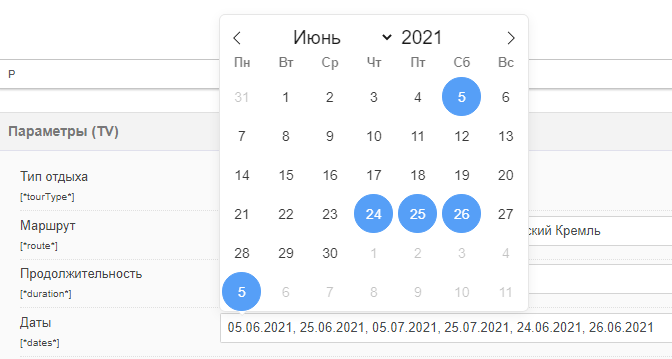 Июнь 2021
Пн Вт Ср Чт Пт Сб Вс
31 1 2 3 4 5 6
7 8 9 10 11 12 13
14 15 16 17 18 19 20
21 22 23 24 25 26 27
28 29 30 1 2 3 4
5 6 7 8 9 10 11
P
Параметры (TV)
Тип отдыха
[*tourType*]
Маршрут
[*route*]
ский Кремль
Продолжительность
[*duration*]
Даты
[*dates*]
05.06.2021, 25.06.2021, 05.07.2021, 25.07.2021, 24.06.2021, 26.06.2021